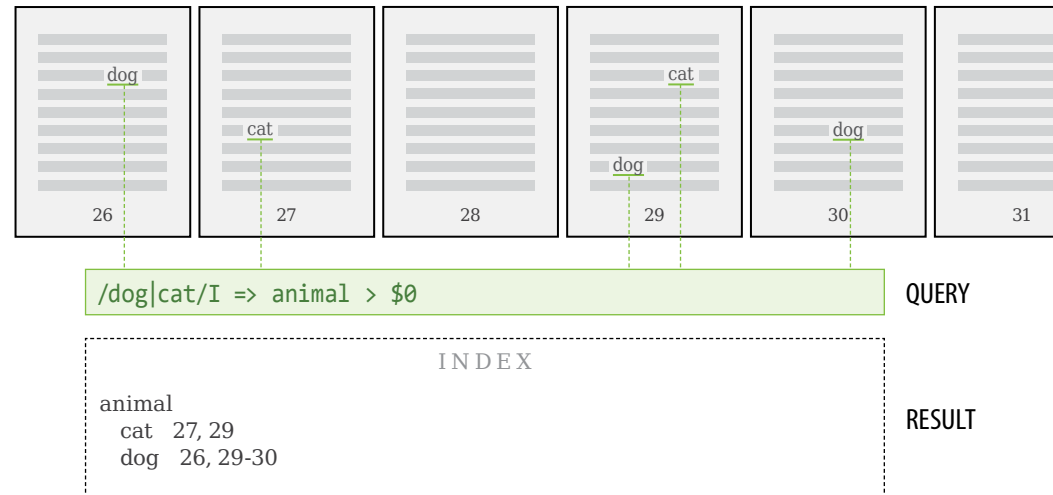 dog
cat
cat
dog
dog
26
27
28
29
30
31
/dog|cat/I => animal > $0
QUERY
INDEX
animal
cat 27, 29
dog 26, 29-30
RESULT